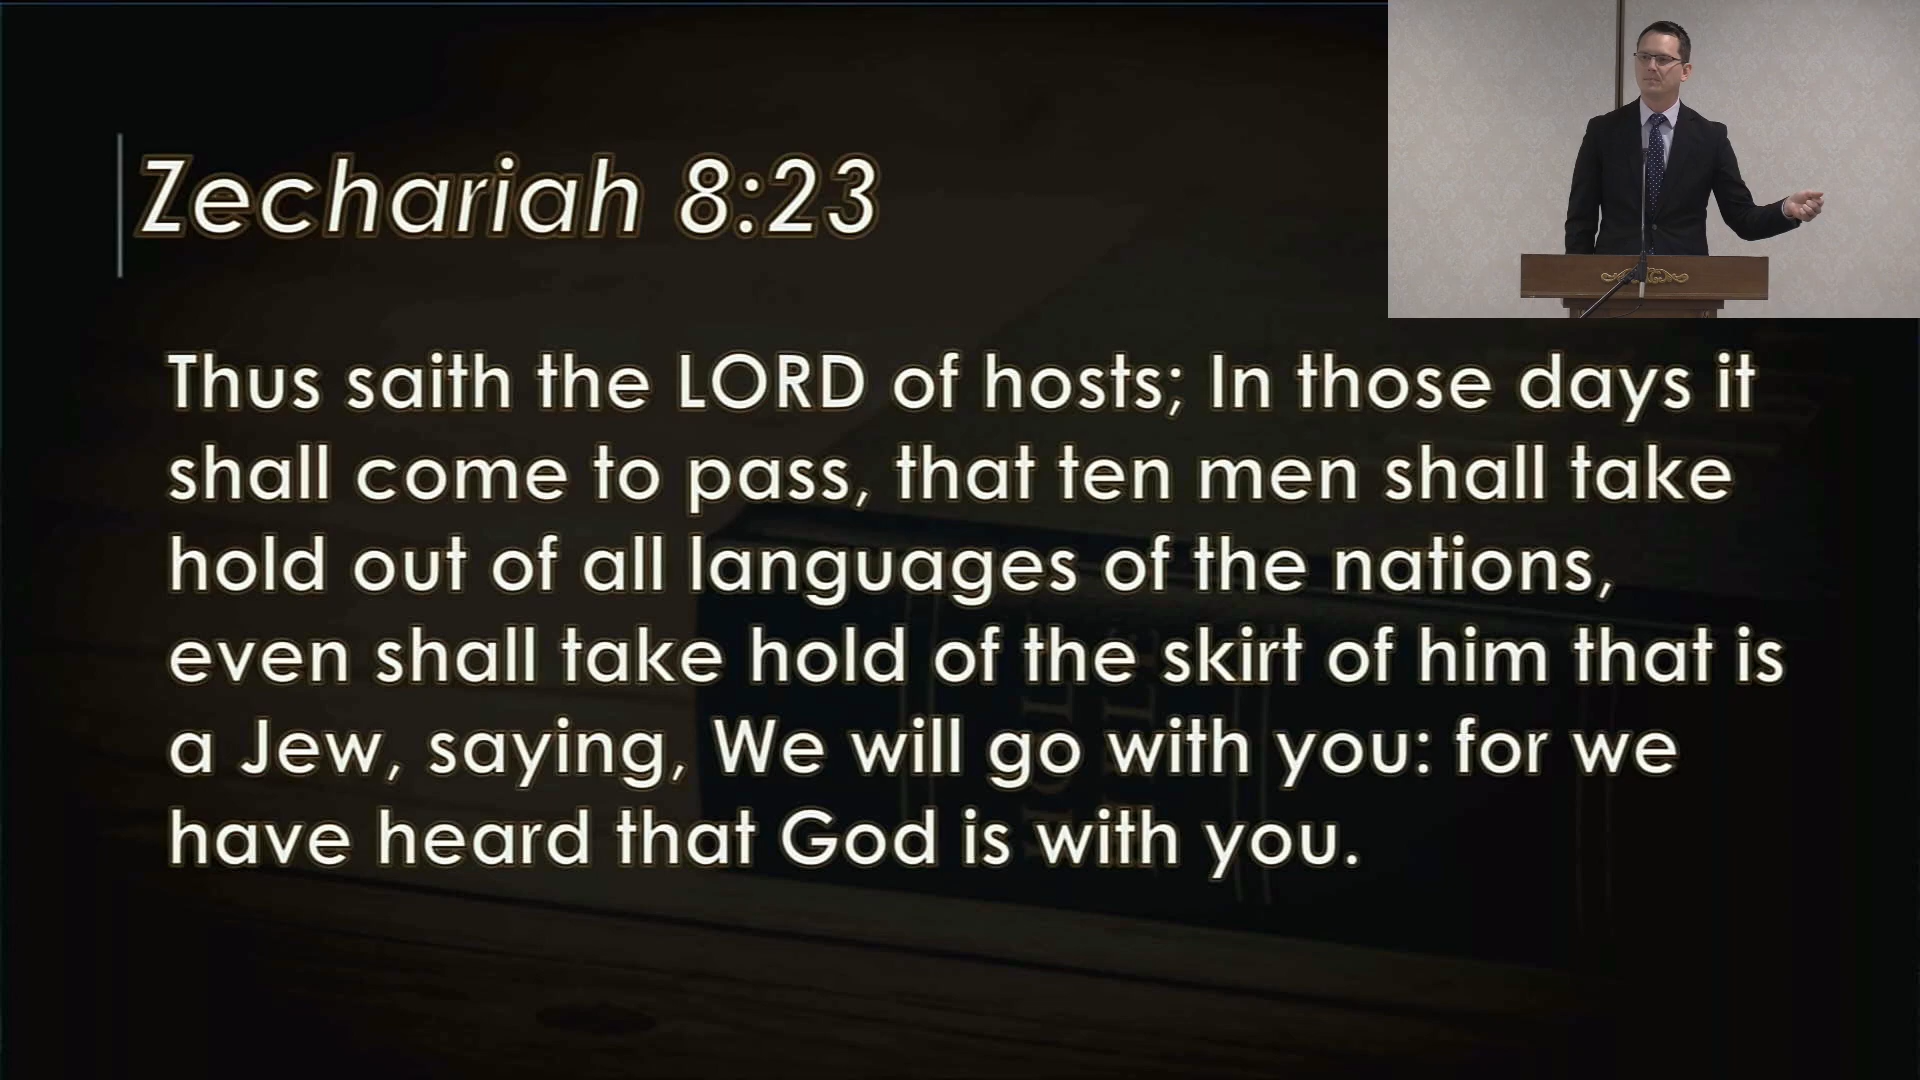 Zechariah 8:23
Thus saith the LORD of hosts; In those days it
shall come to pass, that ten men shall take
hold out of all languages of the nations,
even shall take hold of the skirt of him that is
a Jew, saying, We will go with you: for we
have heard that God is with you.
HOLY
BIBLE